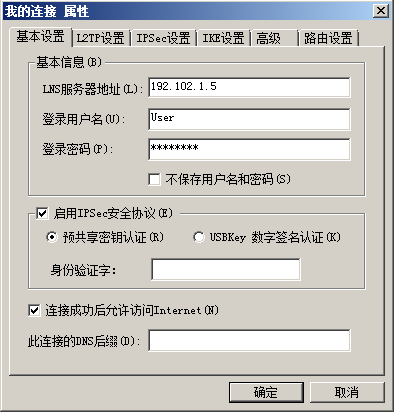 我的连接 属性
基本设置 L2TP设置 IPSec设置 IKE设置 高级 路由设置
基本信息(B)
LNS服务器地址(L): 192.102.1.5
登录用户名(U): User
登录密码(P): ********
不保存用户名和密码(S)
启用IPSec安全协议(E)
预共享密钥认证(R) USBKey 数字签名认证(K)
身份验证字:
连接成功后允许访问Internet(N)
此连接的DNS后缀(D):
确定 取消